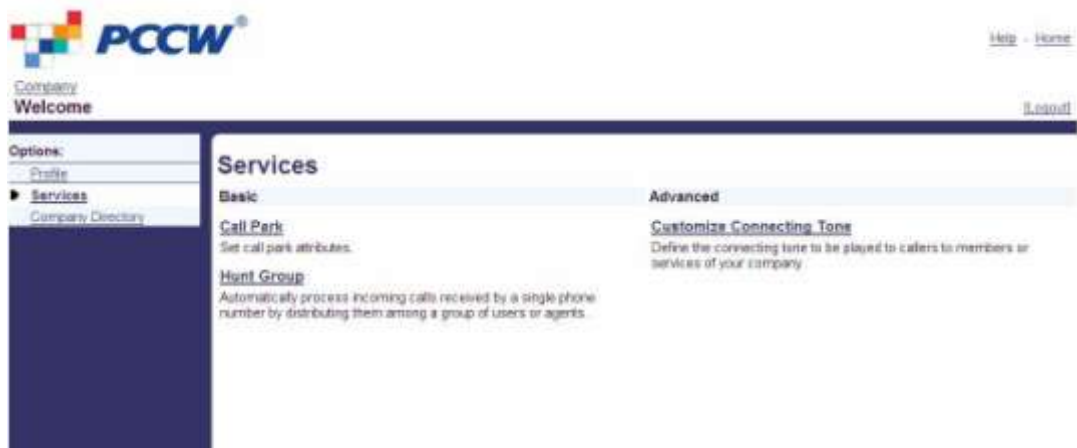 PCCW®
Help - Home
Company
Welcome
[Logout]
Options:
Profile
Services
Company Directory
Services
Basic
Call Park
Set call park attributes.
Hunt Group
Automatically process incoming calls received by a single phone
number by distributing them among a group of users or agents.
Advanced
Customize Connecting Tone
Define the connecting tone to be played to callers to members or
services of your company